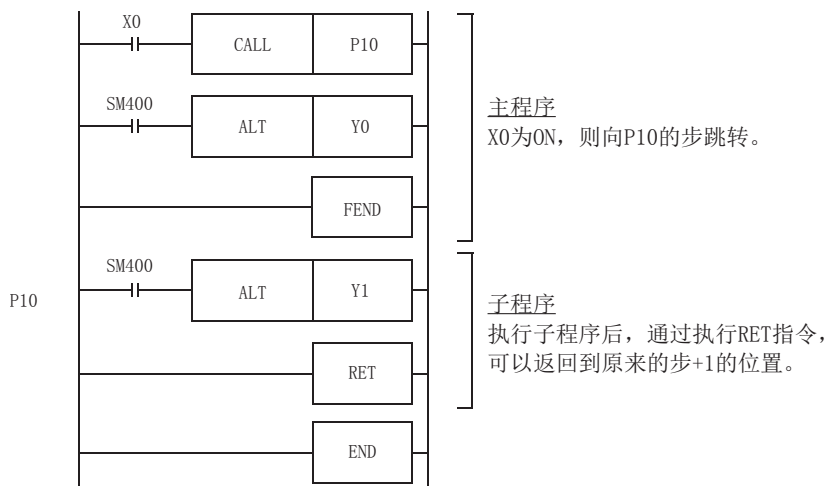 X0
CALL P10
SM400
ALT Y0
FEND
主程序
X0为ON，则向P10的步跳转。
SM400
P10
ALT Y1
RET
END
子程序
执行子程序后，通过执行RET指令，
可以返回到原来的步+1的位置。